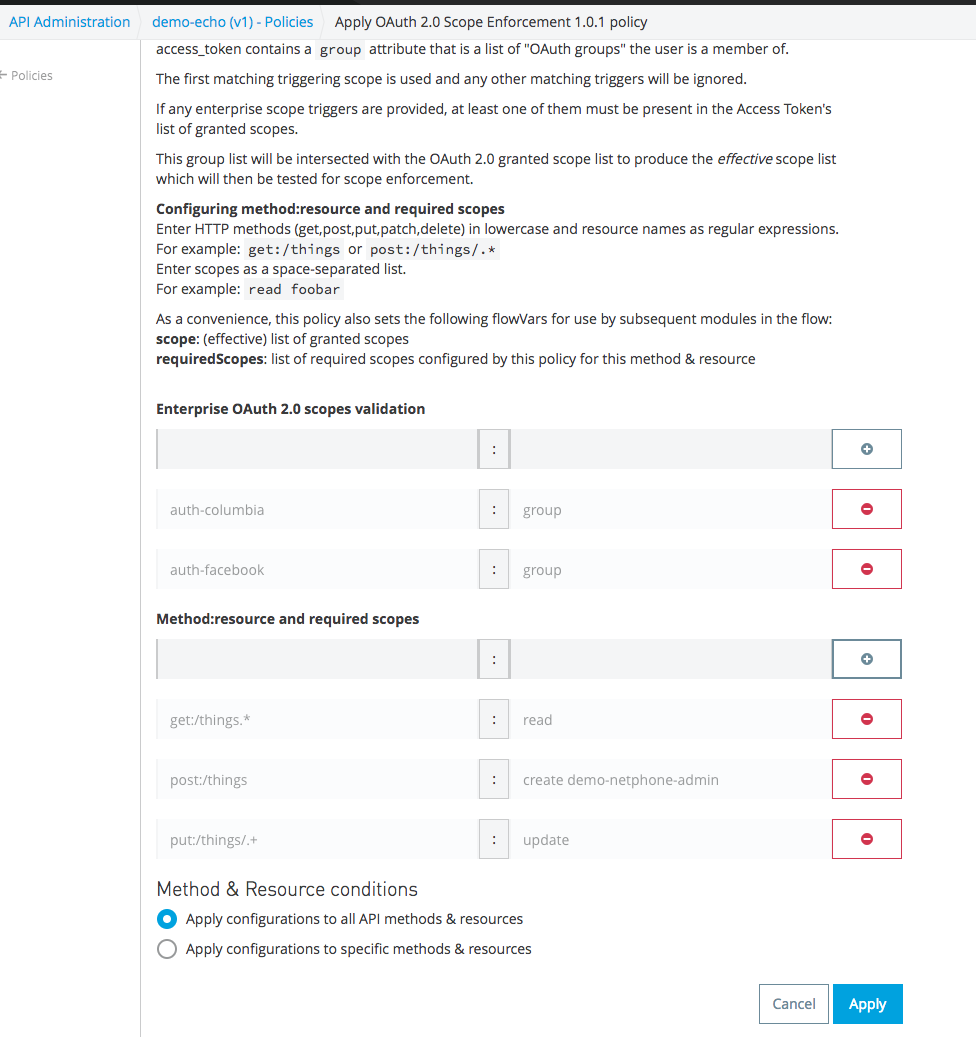 API Administration demo-echo (v1) - Policies Apply OAuth 2.0 Scope Enforcement 1.0.1 policy
← Policies
access_token contains a group attribute that is a list of "OAuth groups" the user is a member of.
The first matching triggering scope is used and any other matching triggers will be ignored.
If any enterprise scope triggers are provided, at least one of them must be present in the Access Token's
list of granted scopes.
This group list will be intersected with the OAuth 2.0 granted scope list to produce the effective scope list
which will then be tested for scope enforcement.
Configuring method:resource and required scopes
Enter HTTP methods (get,post,put,patch,delete) in lowercase and resource names as regular expressions.
For example: get:/things or post:/things/.*
Enter scopes as a space-separated list.
For example: read foobar
As a convenience, this policy also sets the following flowVars for use by subsequent modules in the flow:
scope: (effective) list of granted scopes
requiredScopes: list of required scopes configured by this policy for this method & resource
Enterprise OAuth 2.0 scopes validation
:
auth-columbia : group
auth-facebook : group
Method:resource and required scopes
:
get:/things.* : read
post:/things : create demo-netphone-admin
put:/things/.+ : update
Method & Resource conditions
Apply configurations to all API methods & resources
Apply configurations to specific methods & resources
Cancel Apply